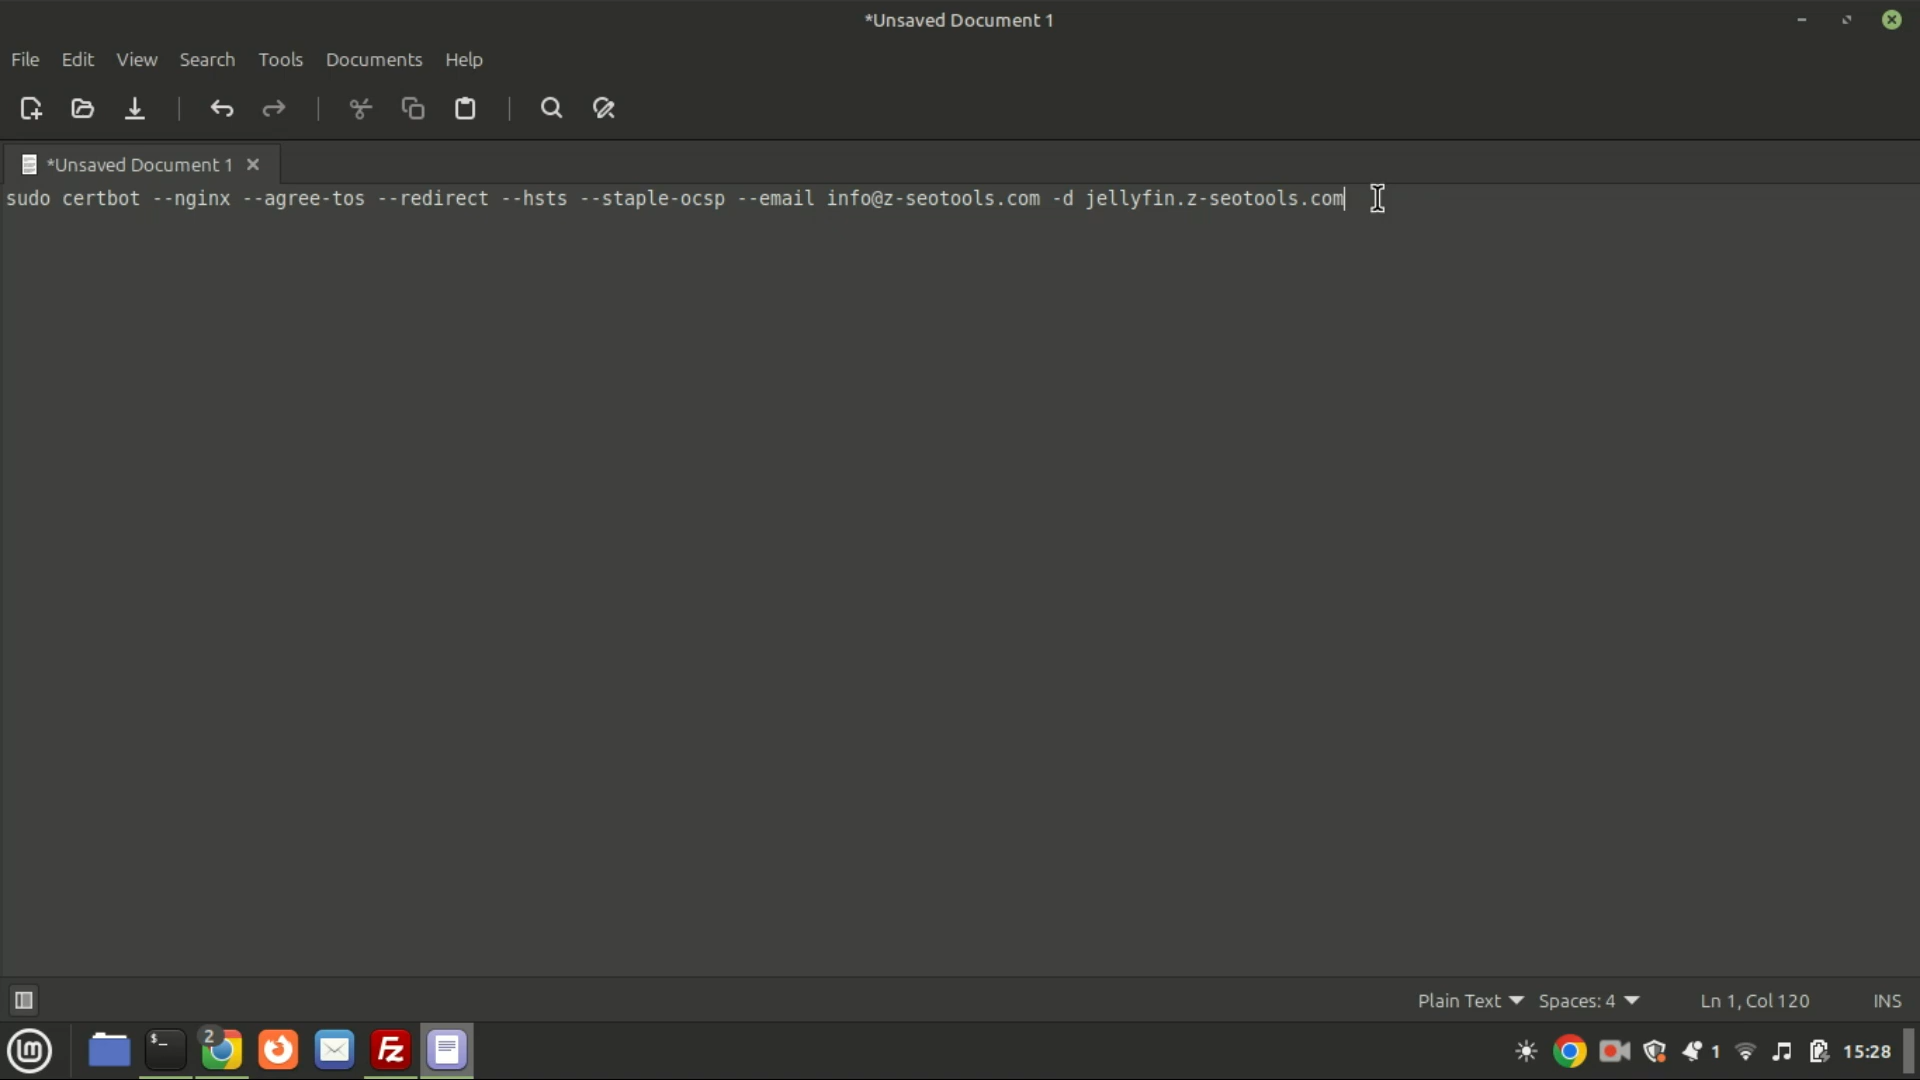 *Unsaved Document 1
File Edit View Search Tools Documents Help
*Unsaved Document 1
sudo certbot --nginx --agree-tos --redirect --hsts --staple-ocsp --email info@z-seotools.com -d jellyfin.z-seotools.com
Plain Text Spaces: 4 Ln 1, Col 120 INS
lm $_ 2 Fz 1 15:28